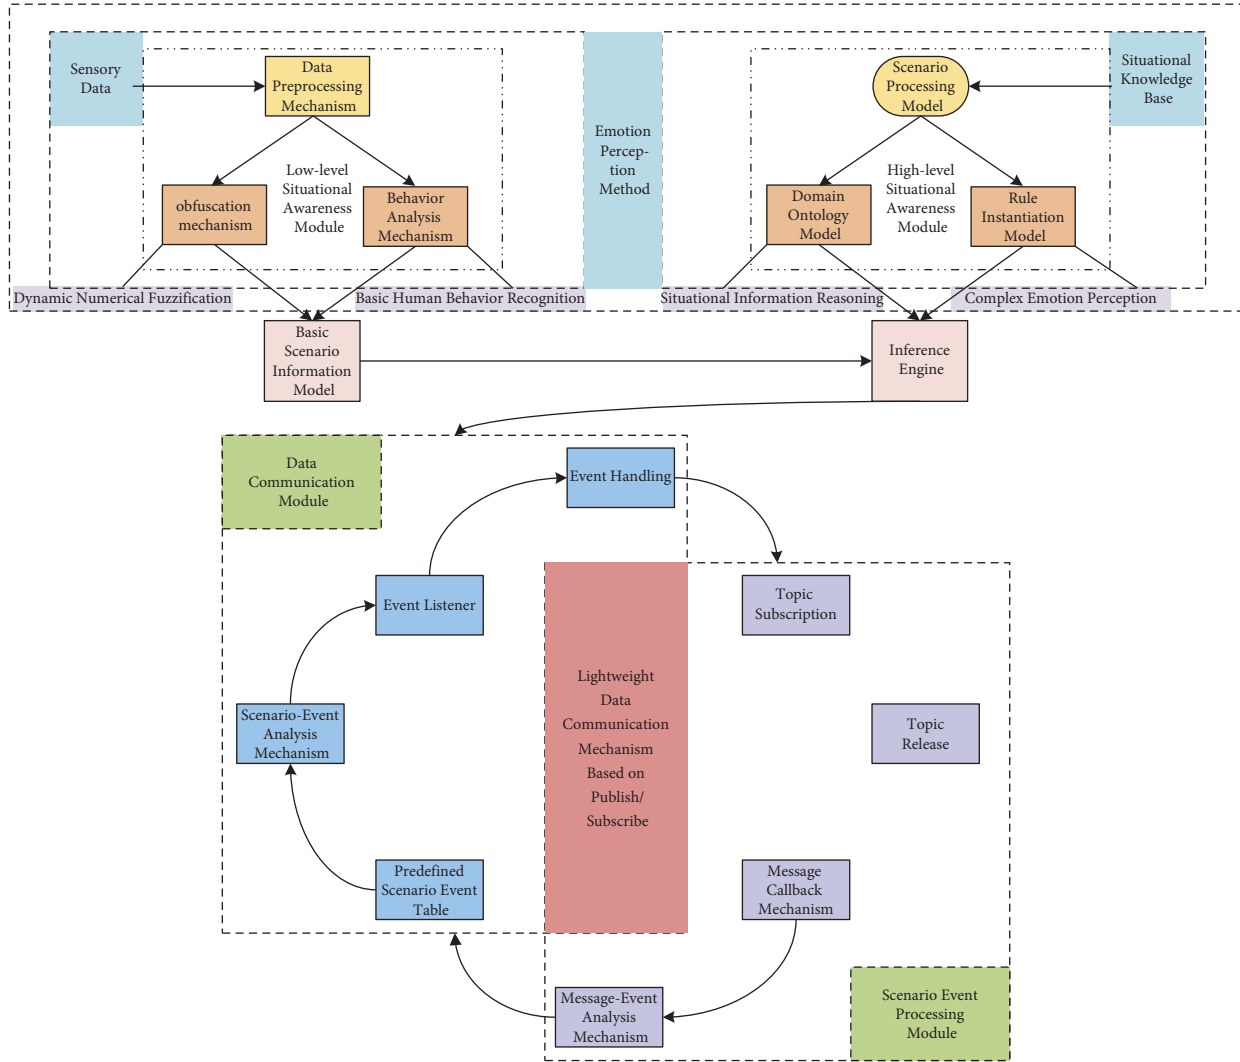 Sensory
Data
Data
Preprocessing
Mechanism
Emotion
Percep-
tion
Method
Scenario
Processing
Model
Situational
Knowledge
Base
obfuscation
mechanism
Low-level
Situational
Awareness
Module
Behavior
Analysis
Mechanism
Domain
Ontology
Model
High-level
Situational
Awareness
Module
Rule
Instantiation
Model
Dynamic Numerical Fuzzification
Basic Human Behavior Recognition
Situational Information Reasoning
Complex Emotion Perception
Basic
Scenario
Information
Model
Inference
Engine
Data
Communication
Module
Event Handling
Event Listener
Topic
Subscription
Lightweight
Data
Communication
Mechanism
Based on
Publish/
Subscribe
Scenario-Event
Analysis
Mechanism
Topic
Release
Predefined
Scenario Event
Table
Message
Callback
Mechanism
Message-Event
Analysis
Mechanism
Scenario Event
Processing
Module